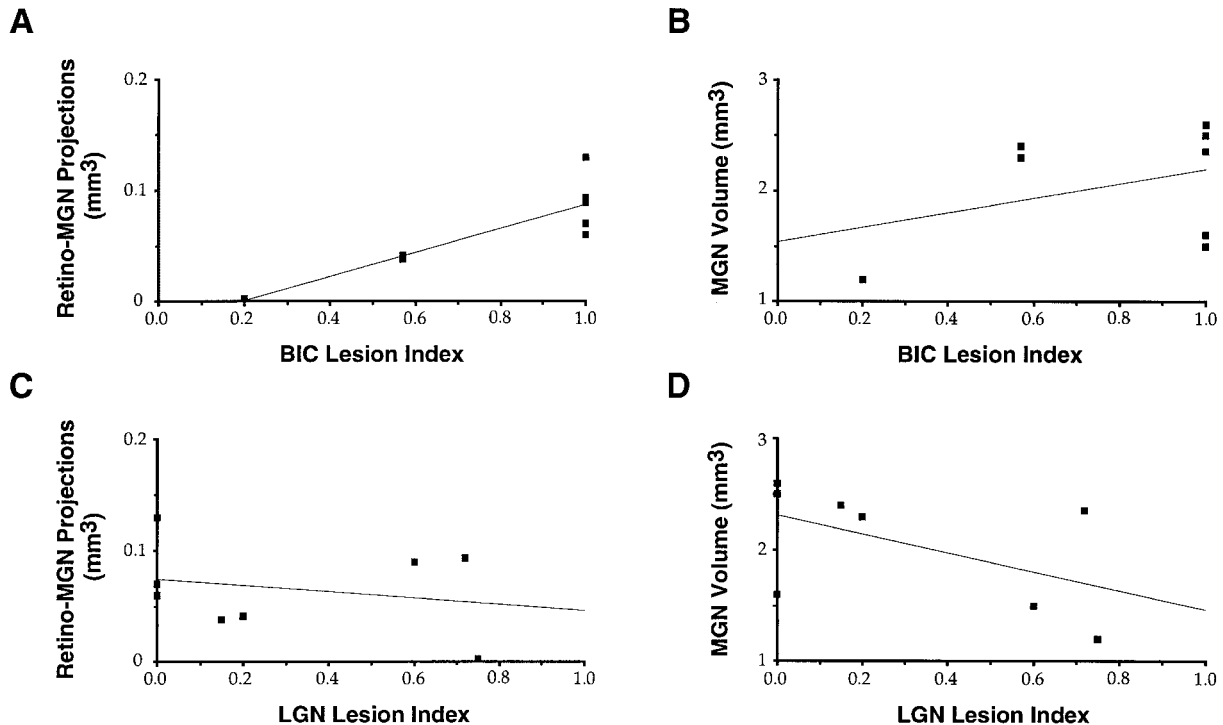 A
Retino-MGN Projections
(mm3)
0.2
0.1
0
0.0 0.2 0.4 0.6 0.8 1.0
BIC Lesion Index
B
MGN Volume (mm3)
3
2
1
0.0 0.2 0.4 0.6 0.8 1.0
BIC Lesion Index
C
Retino-MGN Projections
(mm3)
0.2
0.1
0
0.0 0.2 0.4 0.6 0.8 1.0
LGN Lesion Index
D
MGN Volume (mm3)
3
2
1
0.0 0.2 0.4 0.6 0.8 1.0
LGN Lesion Index